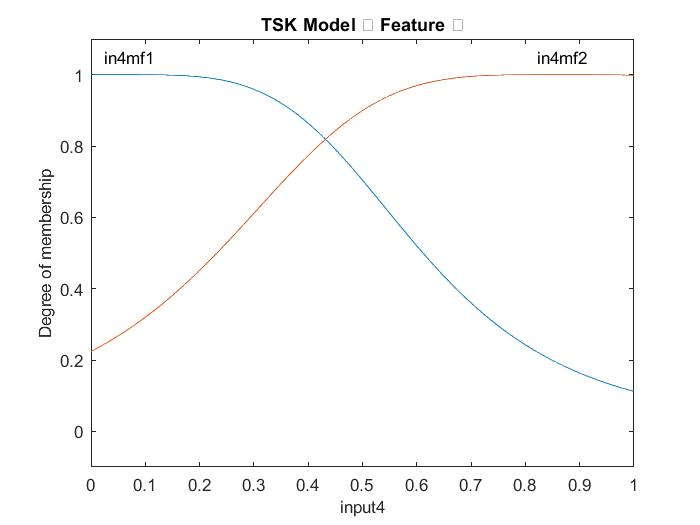 TSK Model Feature
in4mf1
in4mf2
1
0.8
0.6
0.4
0.2
0
Degree of membership
0 0.1 0.2 0.3 0.4 0.5 0.6 0.7 0.8 0.9 1
input4